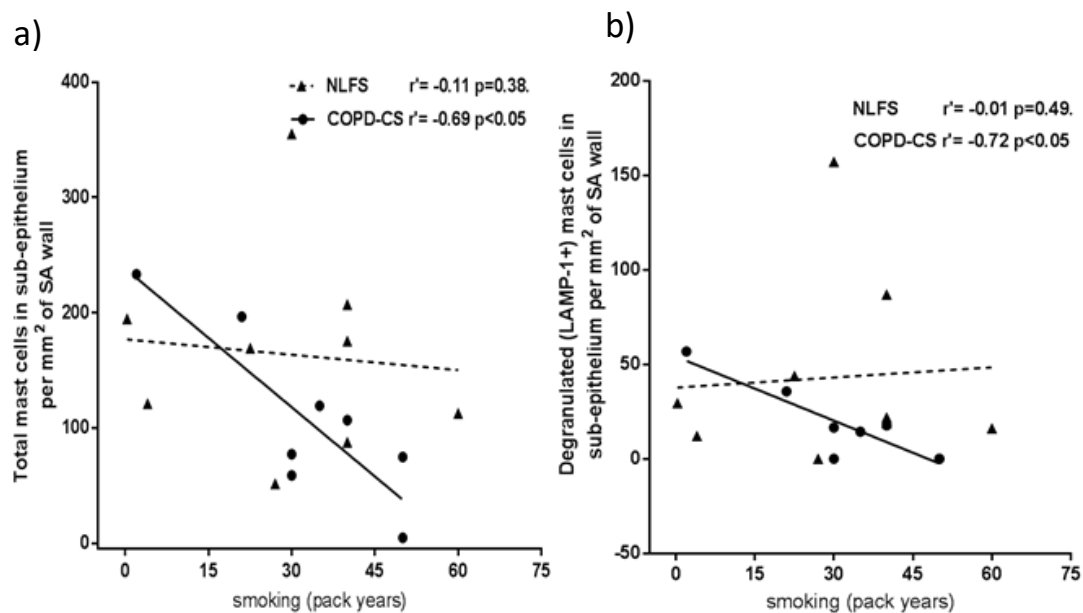 a)
NLFS r'= -0.11 p=0.38.
COPD-CS r'= -0.69 p<0.05
Total mast cells in sub-epithelium
per mm² of SA wall
400
300
200
100
0
0 15 30 45 60 75
smoking (pack years)
b)
NLFS r'= -0.01 p=0.49.
COPD-CS r'= -0.72 p<0.05
Degranulated (LAMP-1+) mast cells in
sub-epithelium per mm² of SA wall
200
150
100
50
0
-50
0 15 30 45 60 75
smoking (pack years)